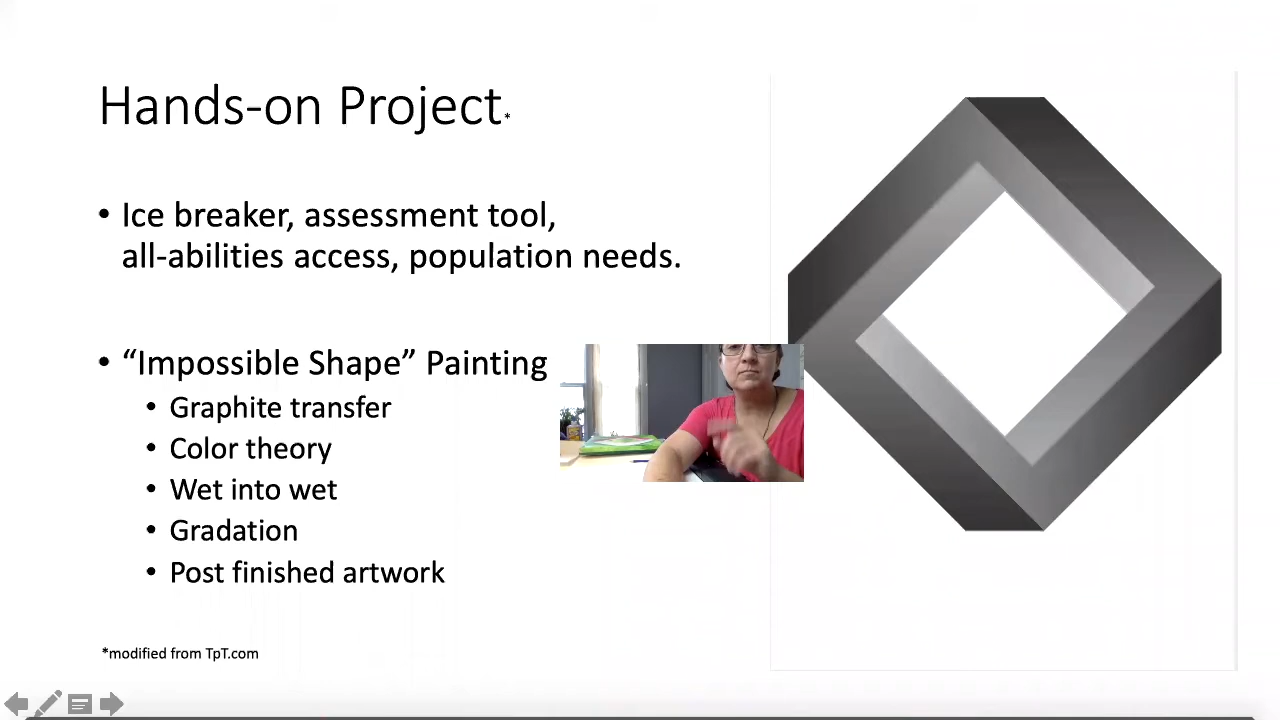 Hands-on Project*
• Ice breaker, assessment tool,
all-abilities access, population needs.
• “Impossible Shape” Painting
• Graphite transfer
• Color theory
• Wet into wet
• Gradation
• Post finished artwork
*modified from TpT.com